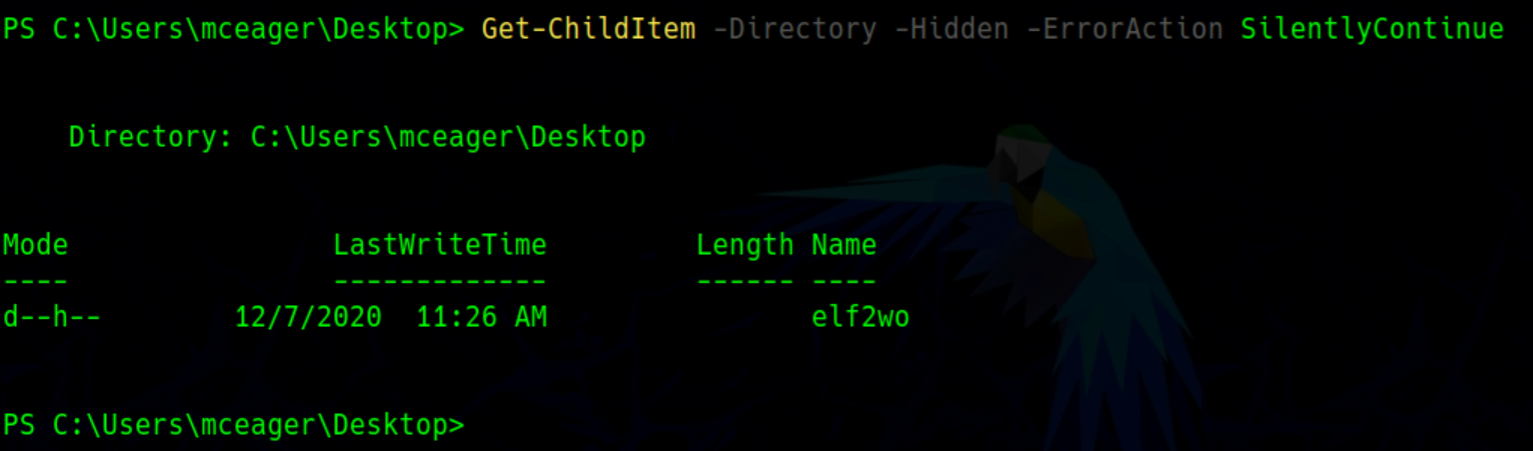 PS C:\Users\mceager\Desktop> Get-ChildItem -Directory -Hidden -ErrorAction SilentlyContinue
Directory: C:\Users\mceager\Desktop
Mode LastWriteTime Length Name
---- ------------- ------ ----
d--h-- 12/7/2020 11:26 AM elf2wo
PS C:\Users\mceager\Desktop>